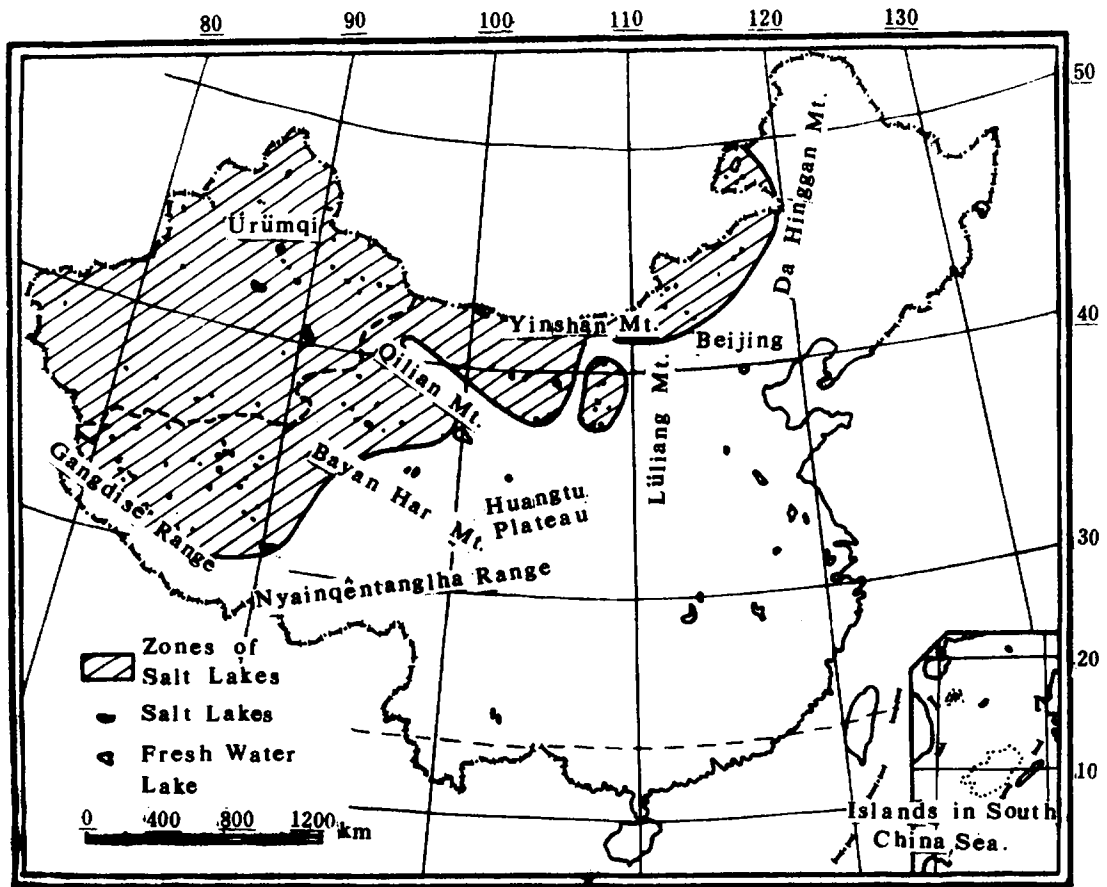 80 90 100 110 120 130
50
40
30
20
10
Ürümqi
Da Hinggan Mt.
Yinshän Mt.
Beijing
Qilian Mt.
Lüliang Mt.
Gangdisê Range
Bayan Har Mt.
Huangtu
Plateau
Nyainqêntanglha Range
Zones of
Salt Lakes
Salt Lakes
Fresh Water
Lake
0 400 800 1200 km
Islands in South
China Sea.